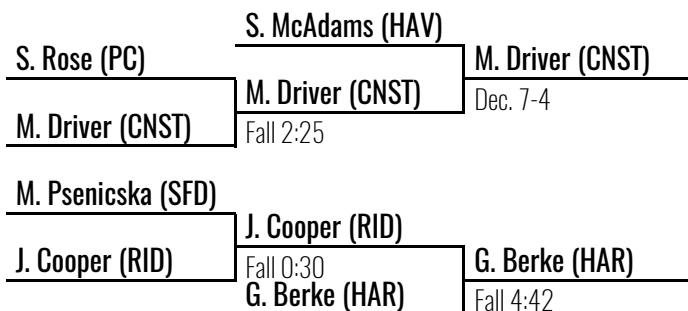 S. McAdams (HAV)
S. Rose (PC)
M. Driver (CNST)
M. Driver (CNST)
Dec. 7-4
M. Driver (CNST)
Fall 2:25
M. Psenicska (SFD)
J. Cooper (RID)
J. Cooper (RID)
G. Berke (HAR)
Fall 0:30
G. Berke (HAR)
Fall 4:42